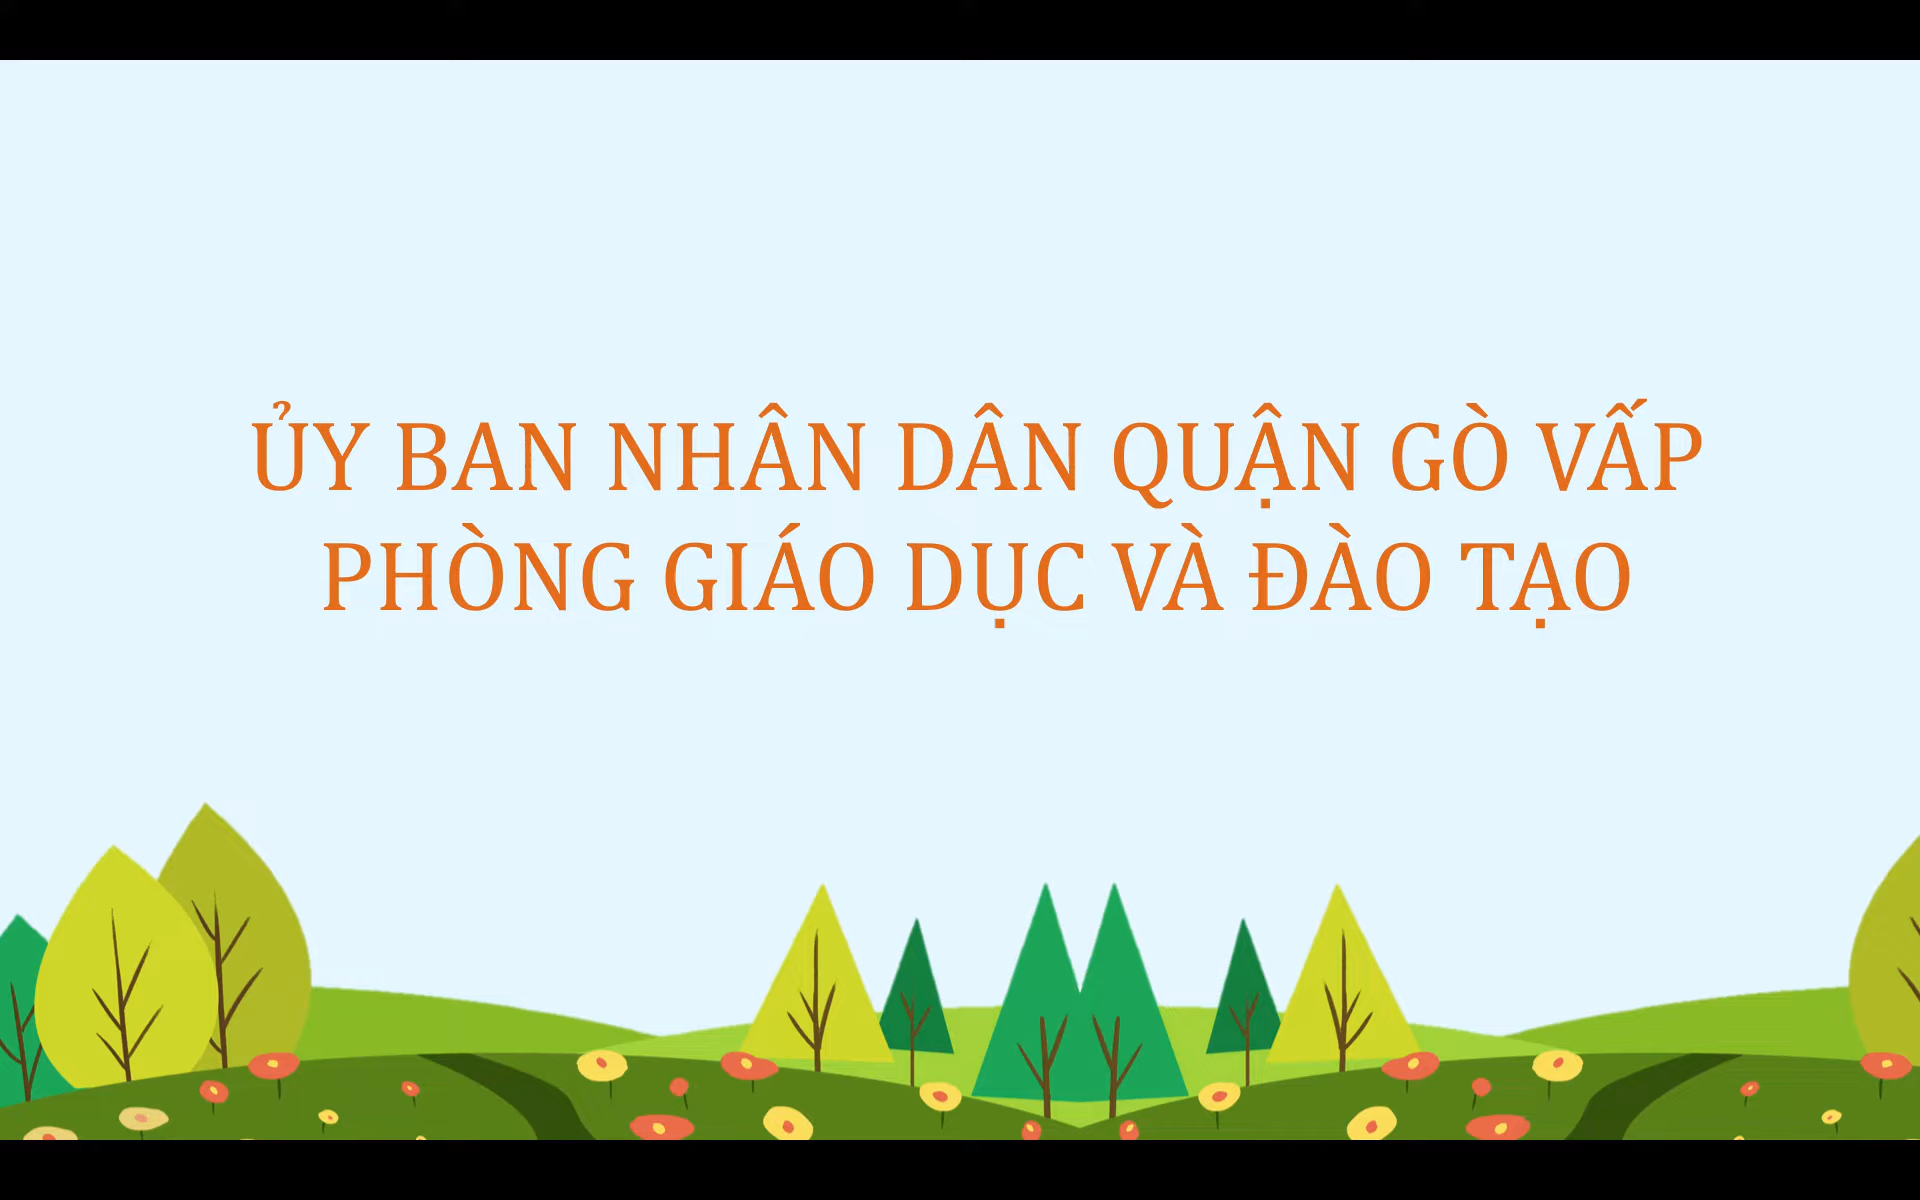 ỦY BAN NHÂN DÂN QUẬN GÒ VẤP
PHÒNG GIÁO DỤC VÀ ĐÀO TẠO